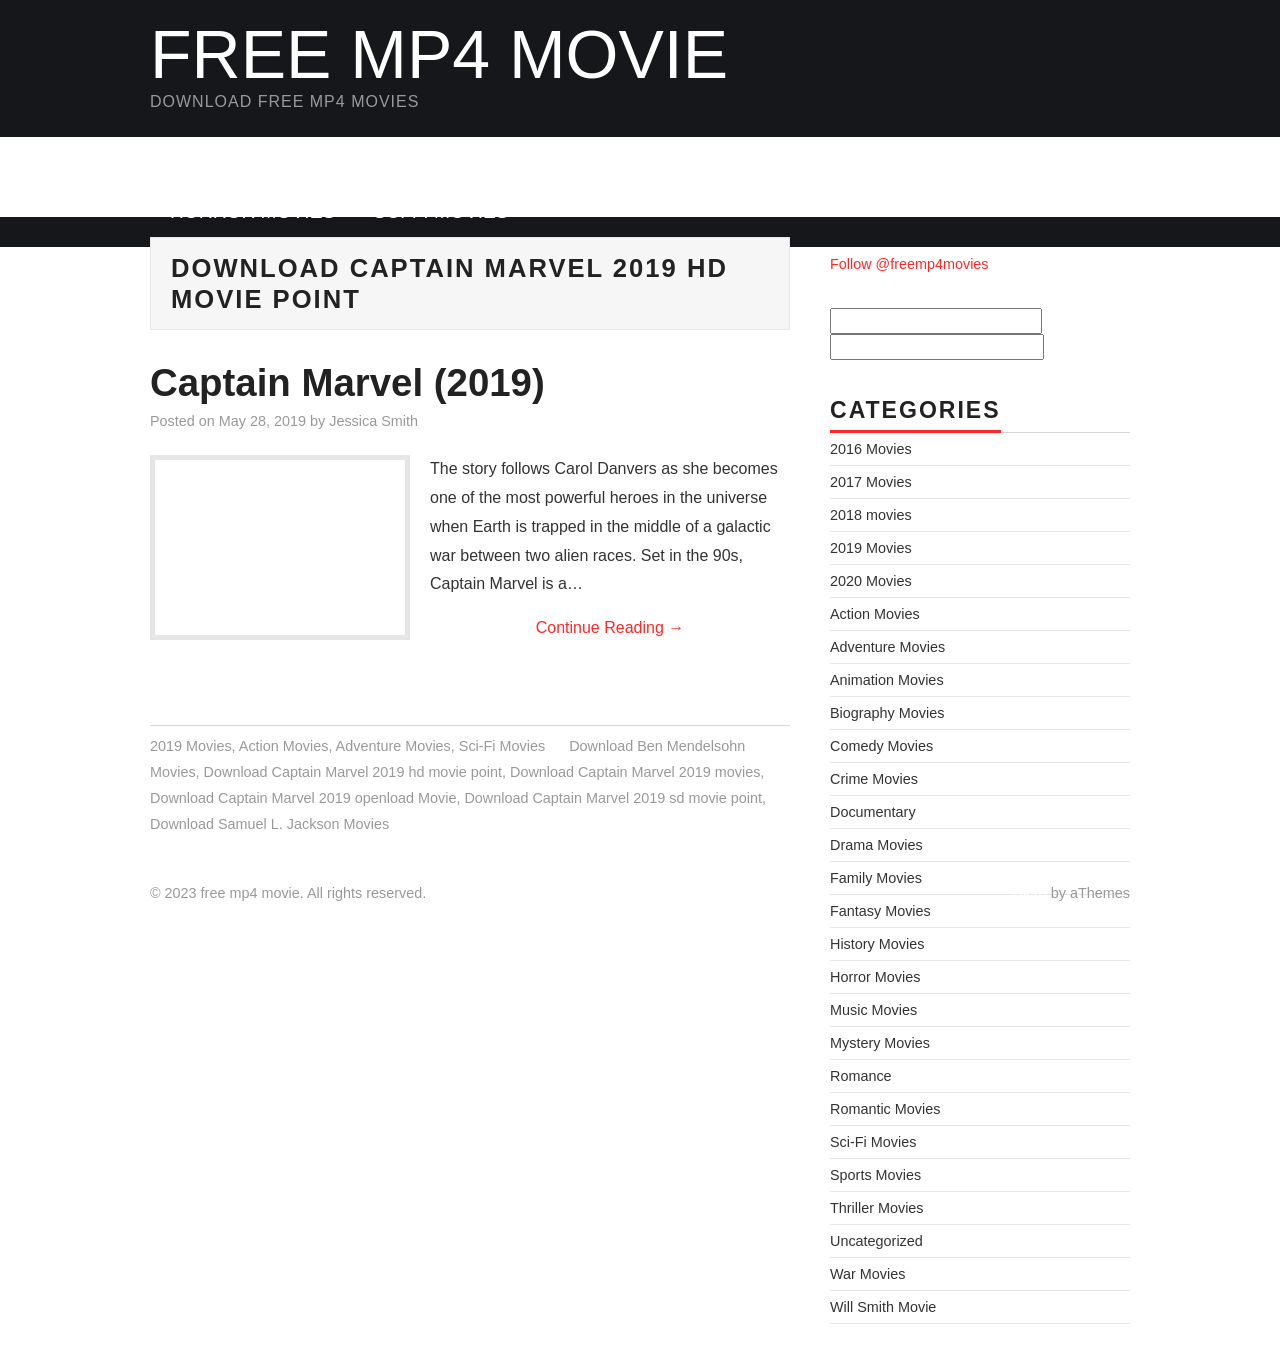 FREE MP4 MOVIE
DOWNLOAD FREE MP4 MOVIES
DOWNLOAD CAPTAIN MARVEL 2019 HD
MOVIE POINT
Captain Marvel (2019)
Posted on May 28, 2019 by Jessica Smith
The story follows Carol Danvers as she becomes
one of the most powerful heroes in the universe
when Earth is trapped in the middle of a galactic
war between two alien races. Set in the 90s,
Captain Marvel is a…
Continue Reading →
2019 Movies, Action Movies, Adventure Movies, Sci-Fi Movies Download Ben Mendelsohn
Movies, Download Captain Marvel 2019 hd movie point, Download Captain Marvel 2019 movies,
Download Captain Marvel 2019 openload Movie, Download Captain Marvel 2019 sd movie point,
Download Samuel L. Jackson Movies
Follow @freemp4movies
CATEGORIES
2016 Movies
2017 Movies
2018 movies
2019 Movies
2020 Movies
Action Movies
Adventure Movies
Animation Movies
Biography Movies
Comedy Movies
Crime Movies
Documentary
Drama Movies
Family Movies
Fantasy Movies
History Movies
Horror Movies
Music Movies
Mystery Movies
Romance
Romantic Movies
Sci-Fi Movies
Sports Movies
Thriller Movies
Uncategorized
War Movies
Will Smith Movie
© 2023 free mp4 movie. All rights reserved.
by aThemes